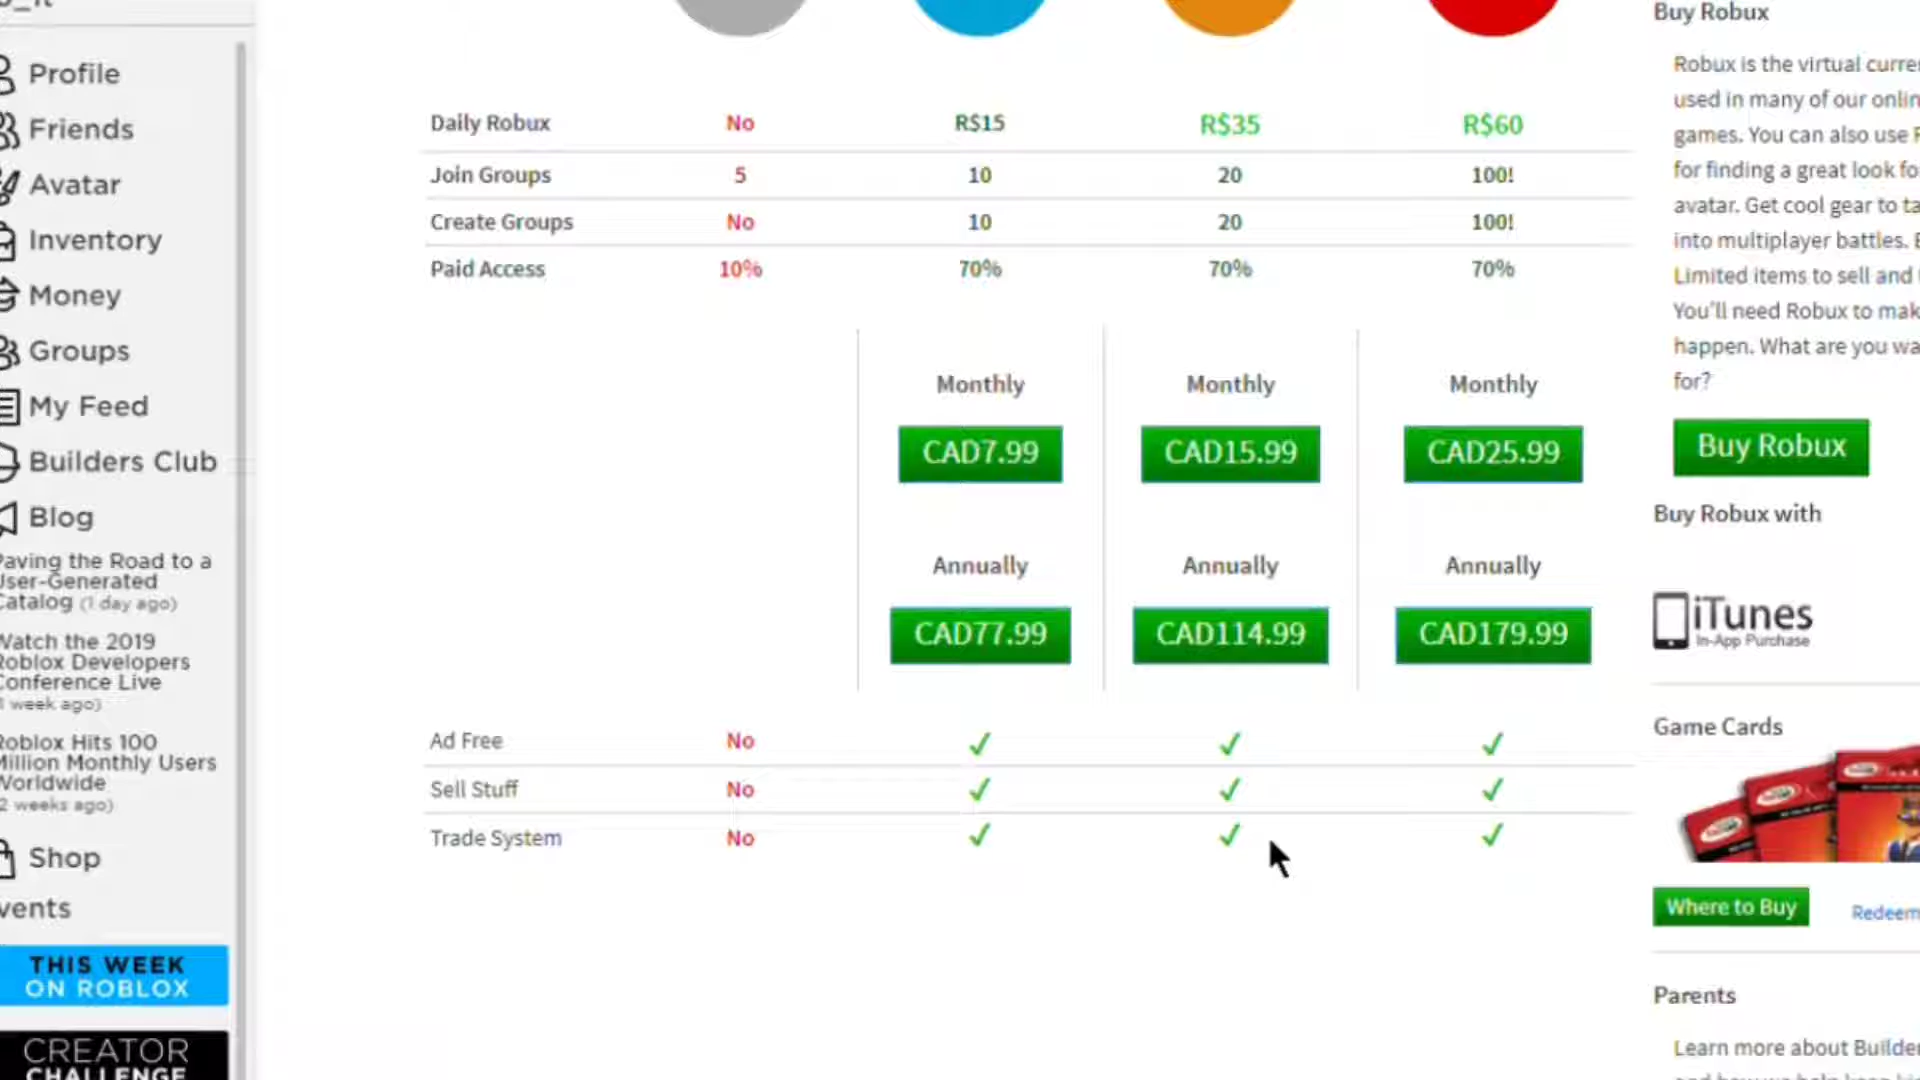 Profile
Friends
Avatar
Inventory
Money
Groups
My Feed
Builders Club
Blog
Paving the Road to a
User-Generated
Catalog (1 day ago)
Watch the 2019
Roblox Developers
Conference Live
1 week ago)
Roblox Hits 100
Million Monthly Users
Worldwide
2 weeks ago)
Shop
vents
THIS WEEK
ON ROBLOX
CREATOR
CHALLENGE
Daily Robux No R$15 R$35 R$60
Join Groups 5 10 20 100!
Create Groups No 10 20 100!
Paid Access 10% 70% 70% 70%
Monthly Monthly Monthly
CAD7.99 CAD15.99 CAD25.99
Annually Annually Annually
CAD77.99 CAD114.99 CAD179.99
Ad Free No
Sell Stuff No
Trade System No
Buy Robux
Robux is the virtual curre
used in many of our onlin
games. You can also use
for finding a great look fo
avatar. Get cool gear to ta
into multiplayer battles.
Limited items to sell and
You'll need Robux to mak
happen. What are you wa
for?
Buy Robux
Buy Robux with
iTunes
In-App Purchase
Game Cards
Where to Buy Redeem
Parents
Learn more about Builde